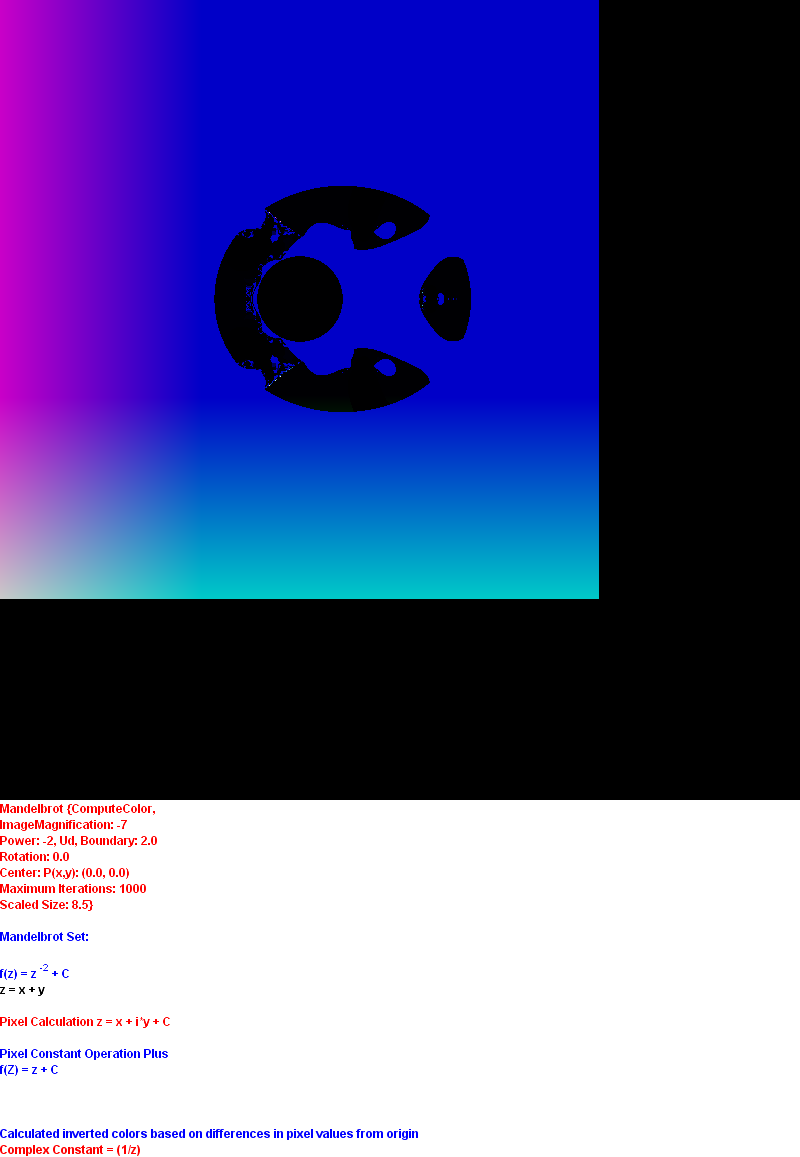 Mandelbrot {ComputeColor,
ImageMagnification: -7
Power: -2, Ud, Boundary: 2.0
Rotation: 0.0
Center: P(x,y): (0.0, 0.0)
Maximum Iterations: 1000
Scaled Size: 8.5}
Mandelbrot Set:
f(z) = z -2 + C
z = x + y
Pixel Calculation z = x + i*y + C
Pixel Constant Operation Plus
f(Z) = z + C
Calculated inverted colors based on differences in pixel values from origin
Complex Constant = (1/z)